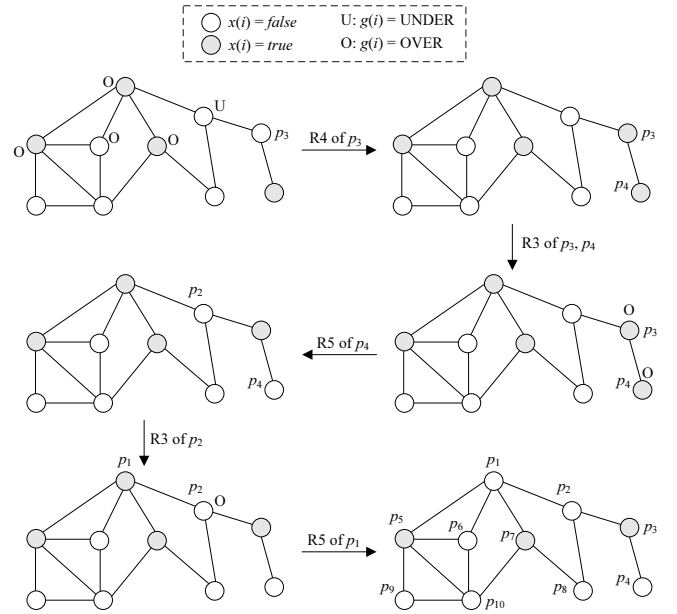 x(i) = false U: g(i) = UNDER
x(i) = true O: g(i) = OVER
O U
O O O p3
R4 of p3
p3
p4
R3 of p3, p4
p2
p4
R5 of p4
O
p3
O
p4
R3 of p2
p1
p2 O
R5 of p1
p1
p2
p5 p6 p7 p3
p4
p9 p10 p8